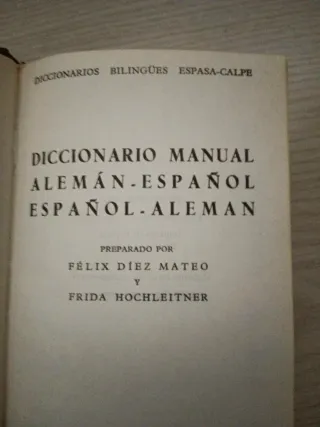 DICCIONARIOS BILINGÜES ESPASA-CALPE
DICCIONARIO MANUAL
ALEMÁN-ESPAÑOL
ESPAÑOL-ALEMAN
PREPARADO POR
FÉLIX DÍEZ MATEO
Y
FRIDA HOCHLEITNER